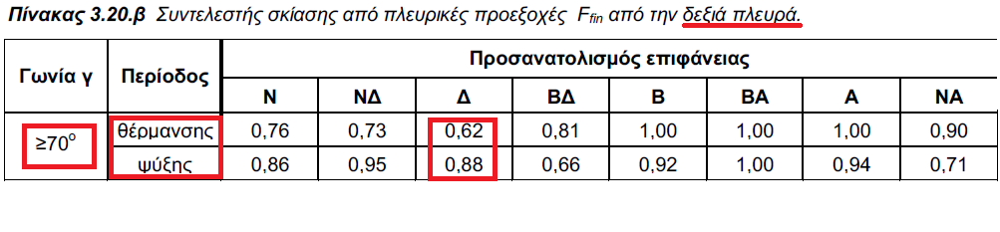 Πίνακας 3.20.β Συντελεστής σκίασης από πλευρικές προεξοχές F_fin από την δεξιά πλευρά.
Γωνία γ Περίοδος Προσανατολισμός επιφάνειας
Ν ΝΔ Δ ΒΔ Β ΒΑ Α ΝΑ
≥70° θέρμανσης 0,76 0,73 0,62 0,81 1,00 1,00 1,00 0,90
ψύξης 0,86 0,95 0,88 0,66 0,92 1,00 0,94 0,71